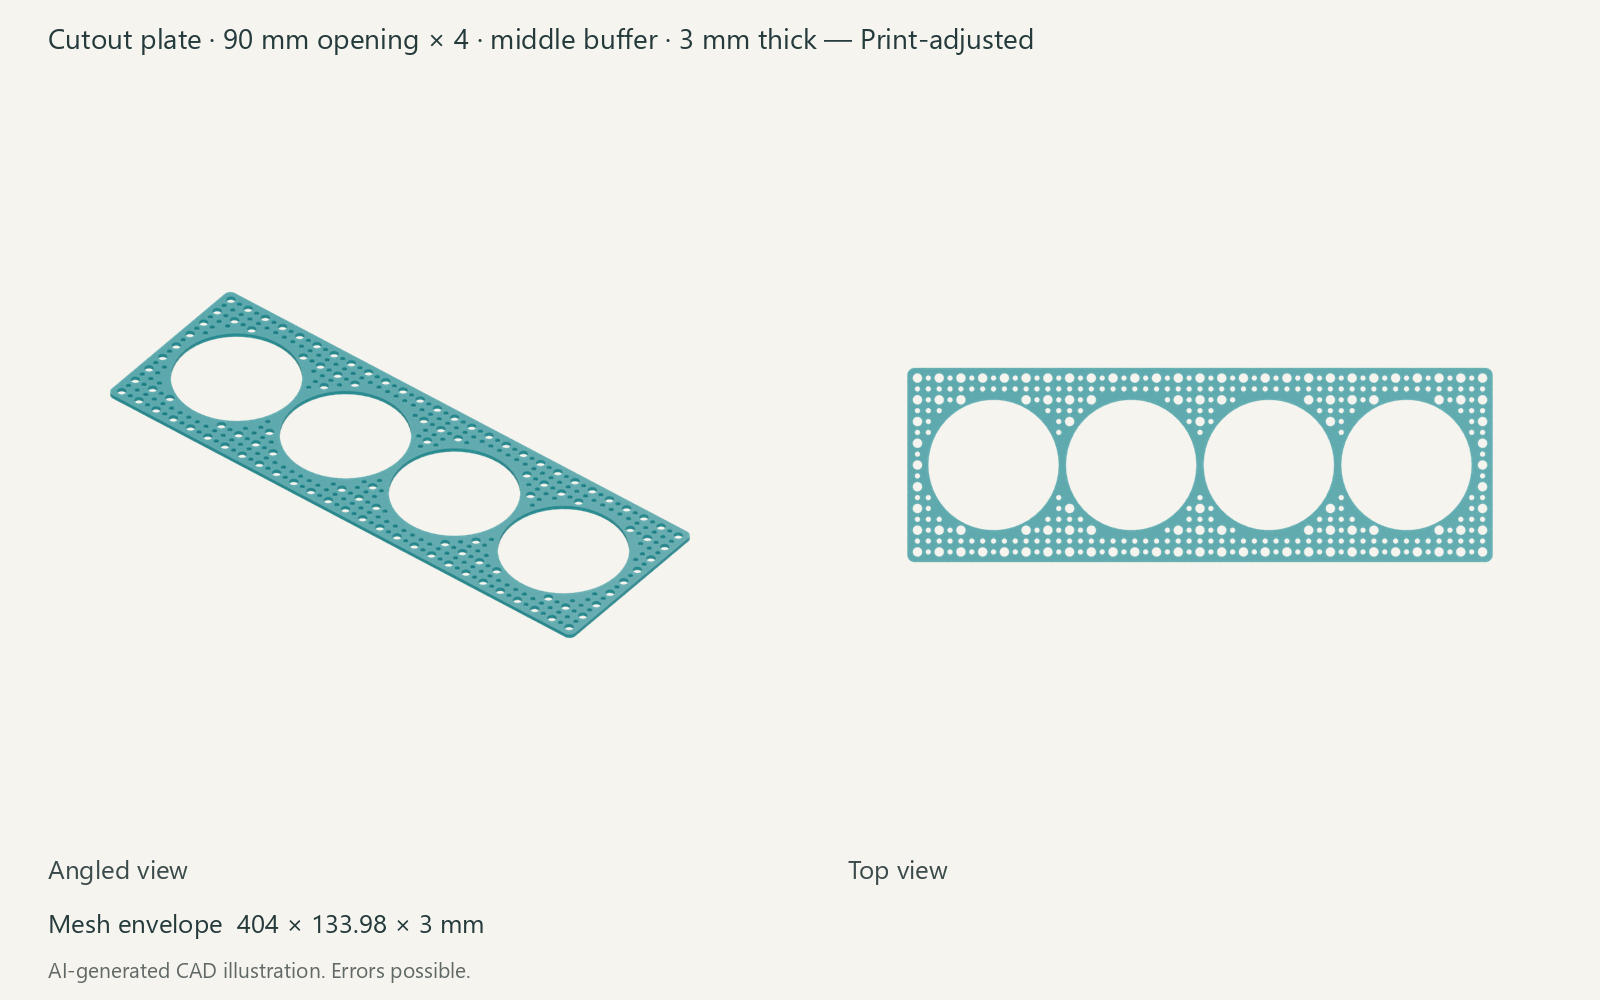 Cutout plate · 90 mm opening × 4 · middle buffer · 3 mm thick — Print-adjusted
Angled view
Top view
Mesh envelope 404 × 133.98 × 3 mm
AI-generated CAD illustration. Errors possible.